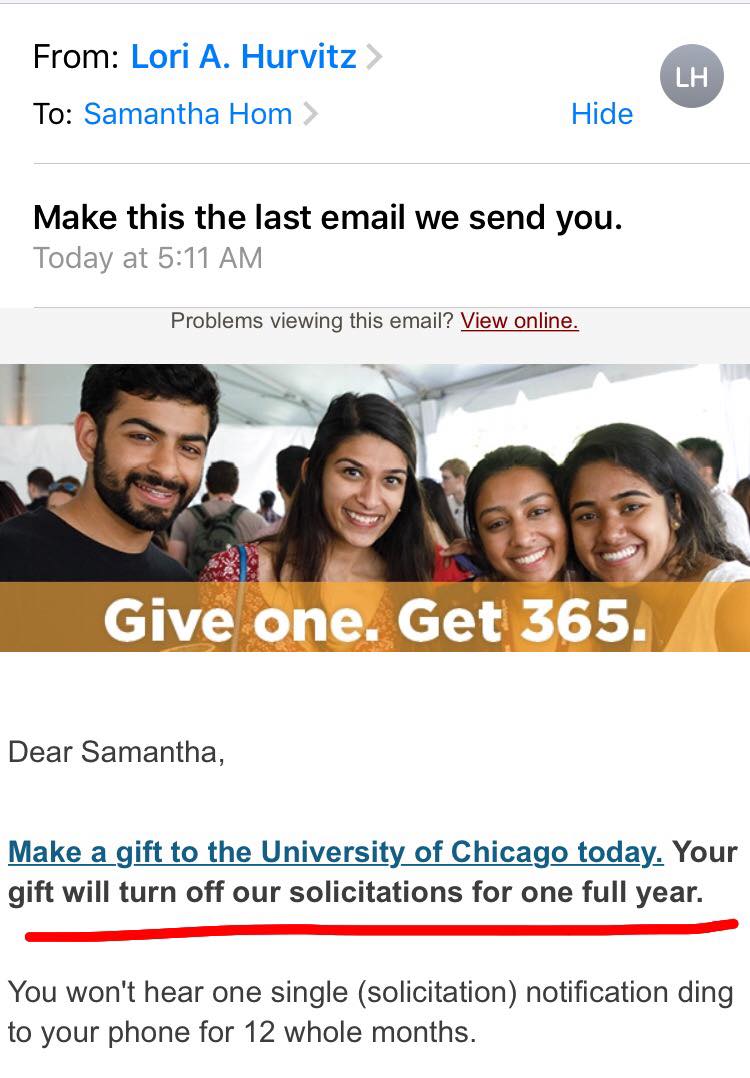 From: Lori A. Hurvitz
LH
To: Samantha Hom
Hide
Make this the last email we send you.
Today at 5:11 AM
Problems viewing this email? View online.
Give one. Get 365.
Dear Samantha,
Make a gift to the University of Chicago today. Your
gift will turn off our solicitations for one full year.
You won't hear one single (solicitation) notification ding
to your phone for 12 whole months.